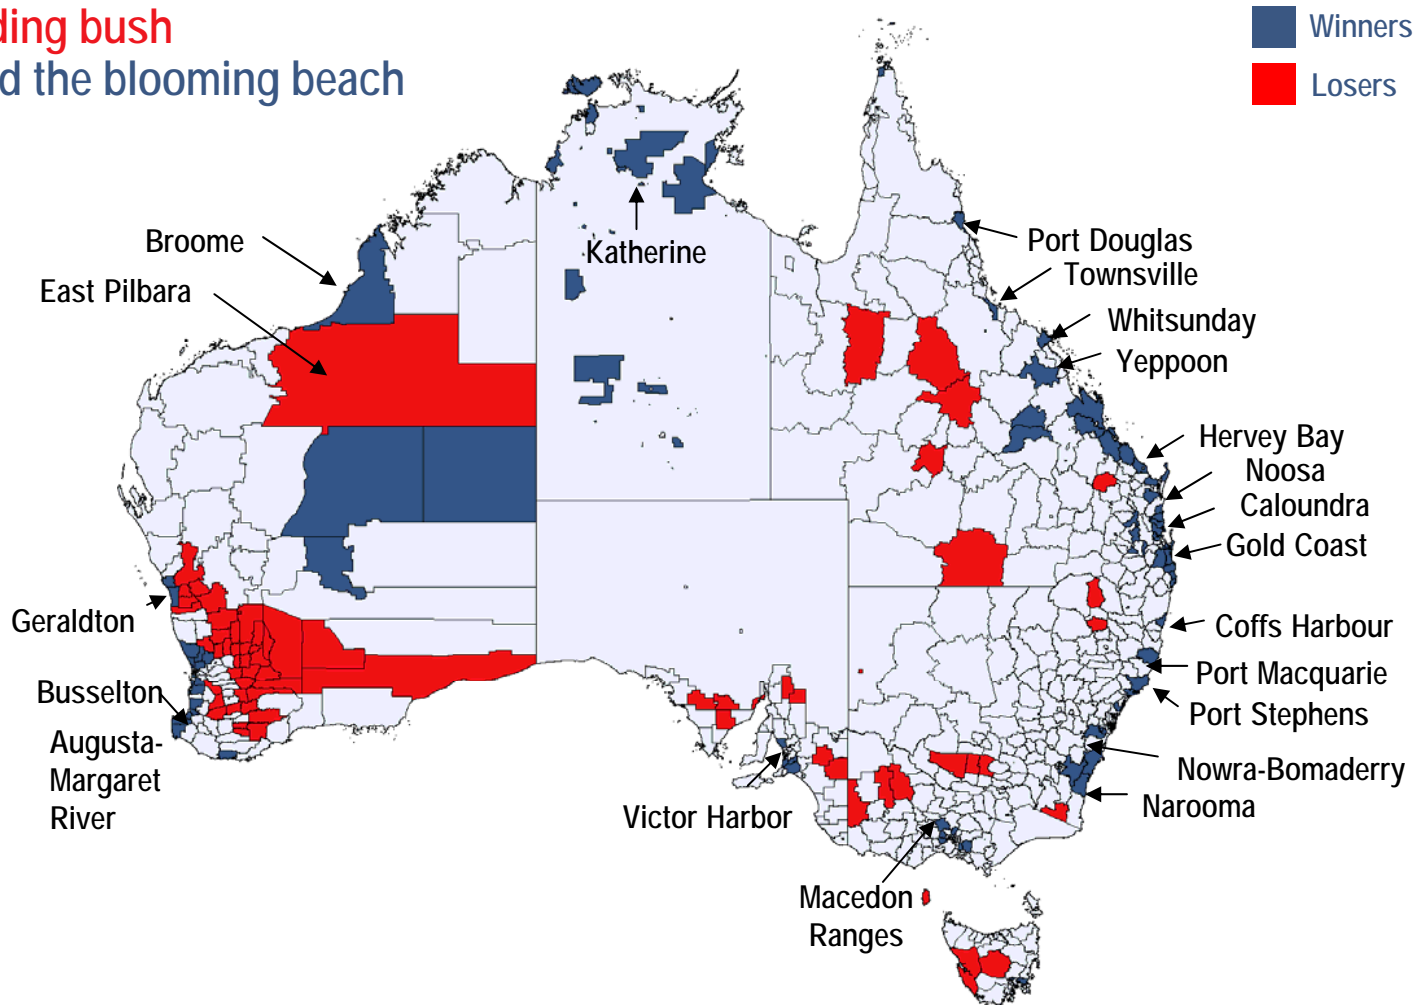 ding bush
d the blooming beach
Winners
Losers
Broome
East Pilbara
Katherine
Port Douglas
Townsville
Whitsunday
Yeppoon
Hervey Bay
Noosa
Caloundra
Gold Coast
Geraldton
Coffs Harbour
Busselton
Port Macquarie
Port Stephens
Augusta-
Margaret
River
Nowra-Bomaderry
Narooma
Victor Harbor
Macedon
Ranges